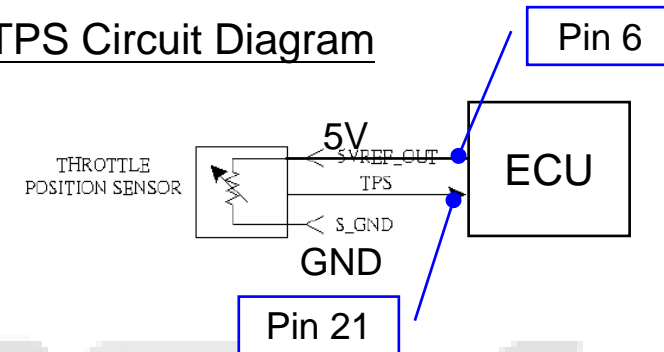 TPS Circuit Diagram
Pin 6
5V
5VREF_OUT
THROTTLE
POSITION SENSOR
TPS
ECU
S_GND
GND
Pin 21